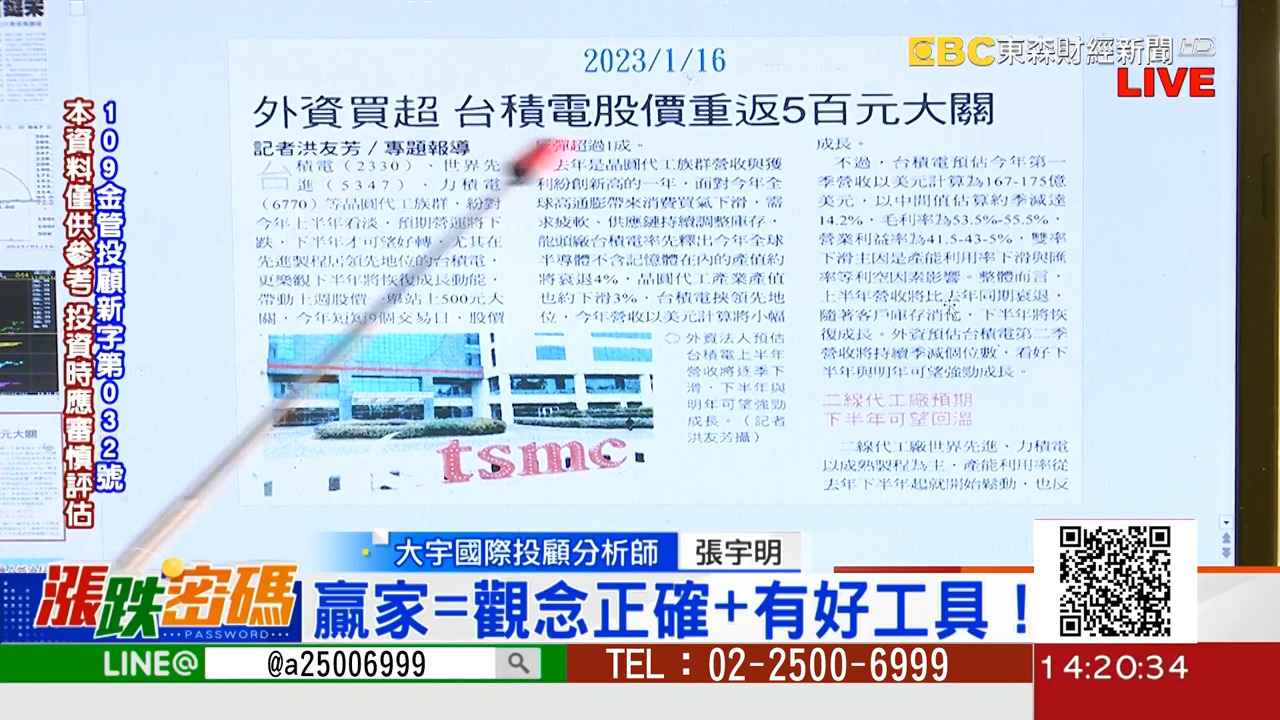 2023/1/16
EBC東森財經新聞HD
LIVE
外資買超 台積電股價重返5百元大關
記者洪友芳／專題報導
台積電(2330)、世界先
進(5347)、力積電
(6770)等晶圓代工族群,紛對
今年上半年看淡,預期營運將下
跌,下半年才可望好轉,尤其在
先進製程居領先地位的台積電,
更樂觀下半年將恢復成長動能,
帶動上週股價一舉站上500元大
關,今年短短9個交易日,股價
彈超過1成。
去年是晶圓代工族群營收與獲
利紛創新高的一年,面對今年全
球高通膨帶來消費買氣下滑,需
求疲軟、供應鏈持續調整庫存,
龍頭廠台積電率先釋出今年全球
半導體不含記憶體在內的產值約
將衰退4%,晶圓代工產業產值
也約下滑3%,台積電挾領先地
位,今年營收以美元計算將小幅
成長。
不過,台積電預估今年第一
季營收以美元計算為167-175億
美元,以中間值估算約季減達
14.2%,毛利率為53.5%-55.5%,
營業利益率為41.5-43-5%,雙率
下滑主因是產能利用率下滑與匯
率等利空因素影響。整體而言,
上半年營收將比去年同期衰退,
隨著客戶庫存消化,下半年將恢
復成長。外資預估台積電第二季
營收將持續季減個位數,看好下
半年與明年可望強勁成長。
二線代工廠預期
下半年可望回溫
二線代工廠世界先進、力積電
以成熟製程為主,產能利用率從
去年下半年起就開始鬆動,也反
外資法人預估
台積電上半年
營收將逐季下
滑,下半年與
明年可望強勁
成長。(記者
洪友芳攝)
tsmc
109金管投顧新字第032號
本資料僅供參考 投資時應審慎評估
元大關
大宇國際投顧分析師 張宇明
漲跌密碼
PASSWORD
贏家=觀念正確+有好工具！
LINE@ @a25006999
TEL：02-2500-6999
14:20:34